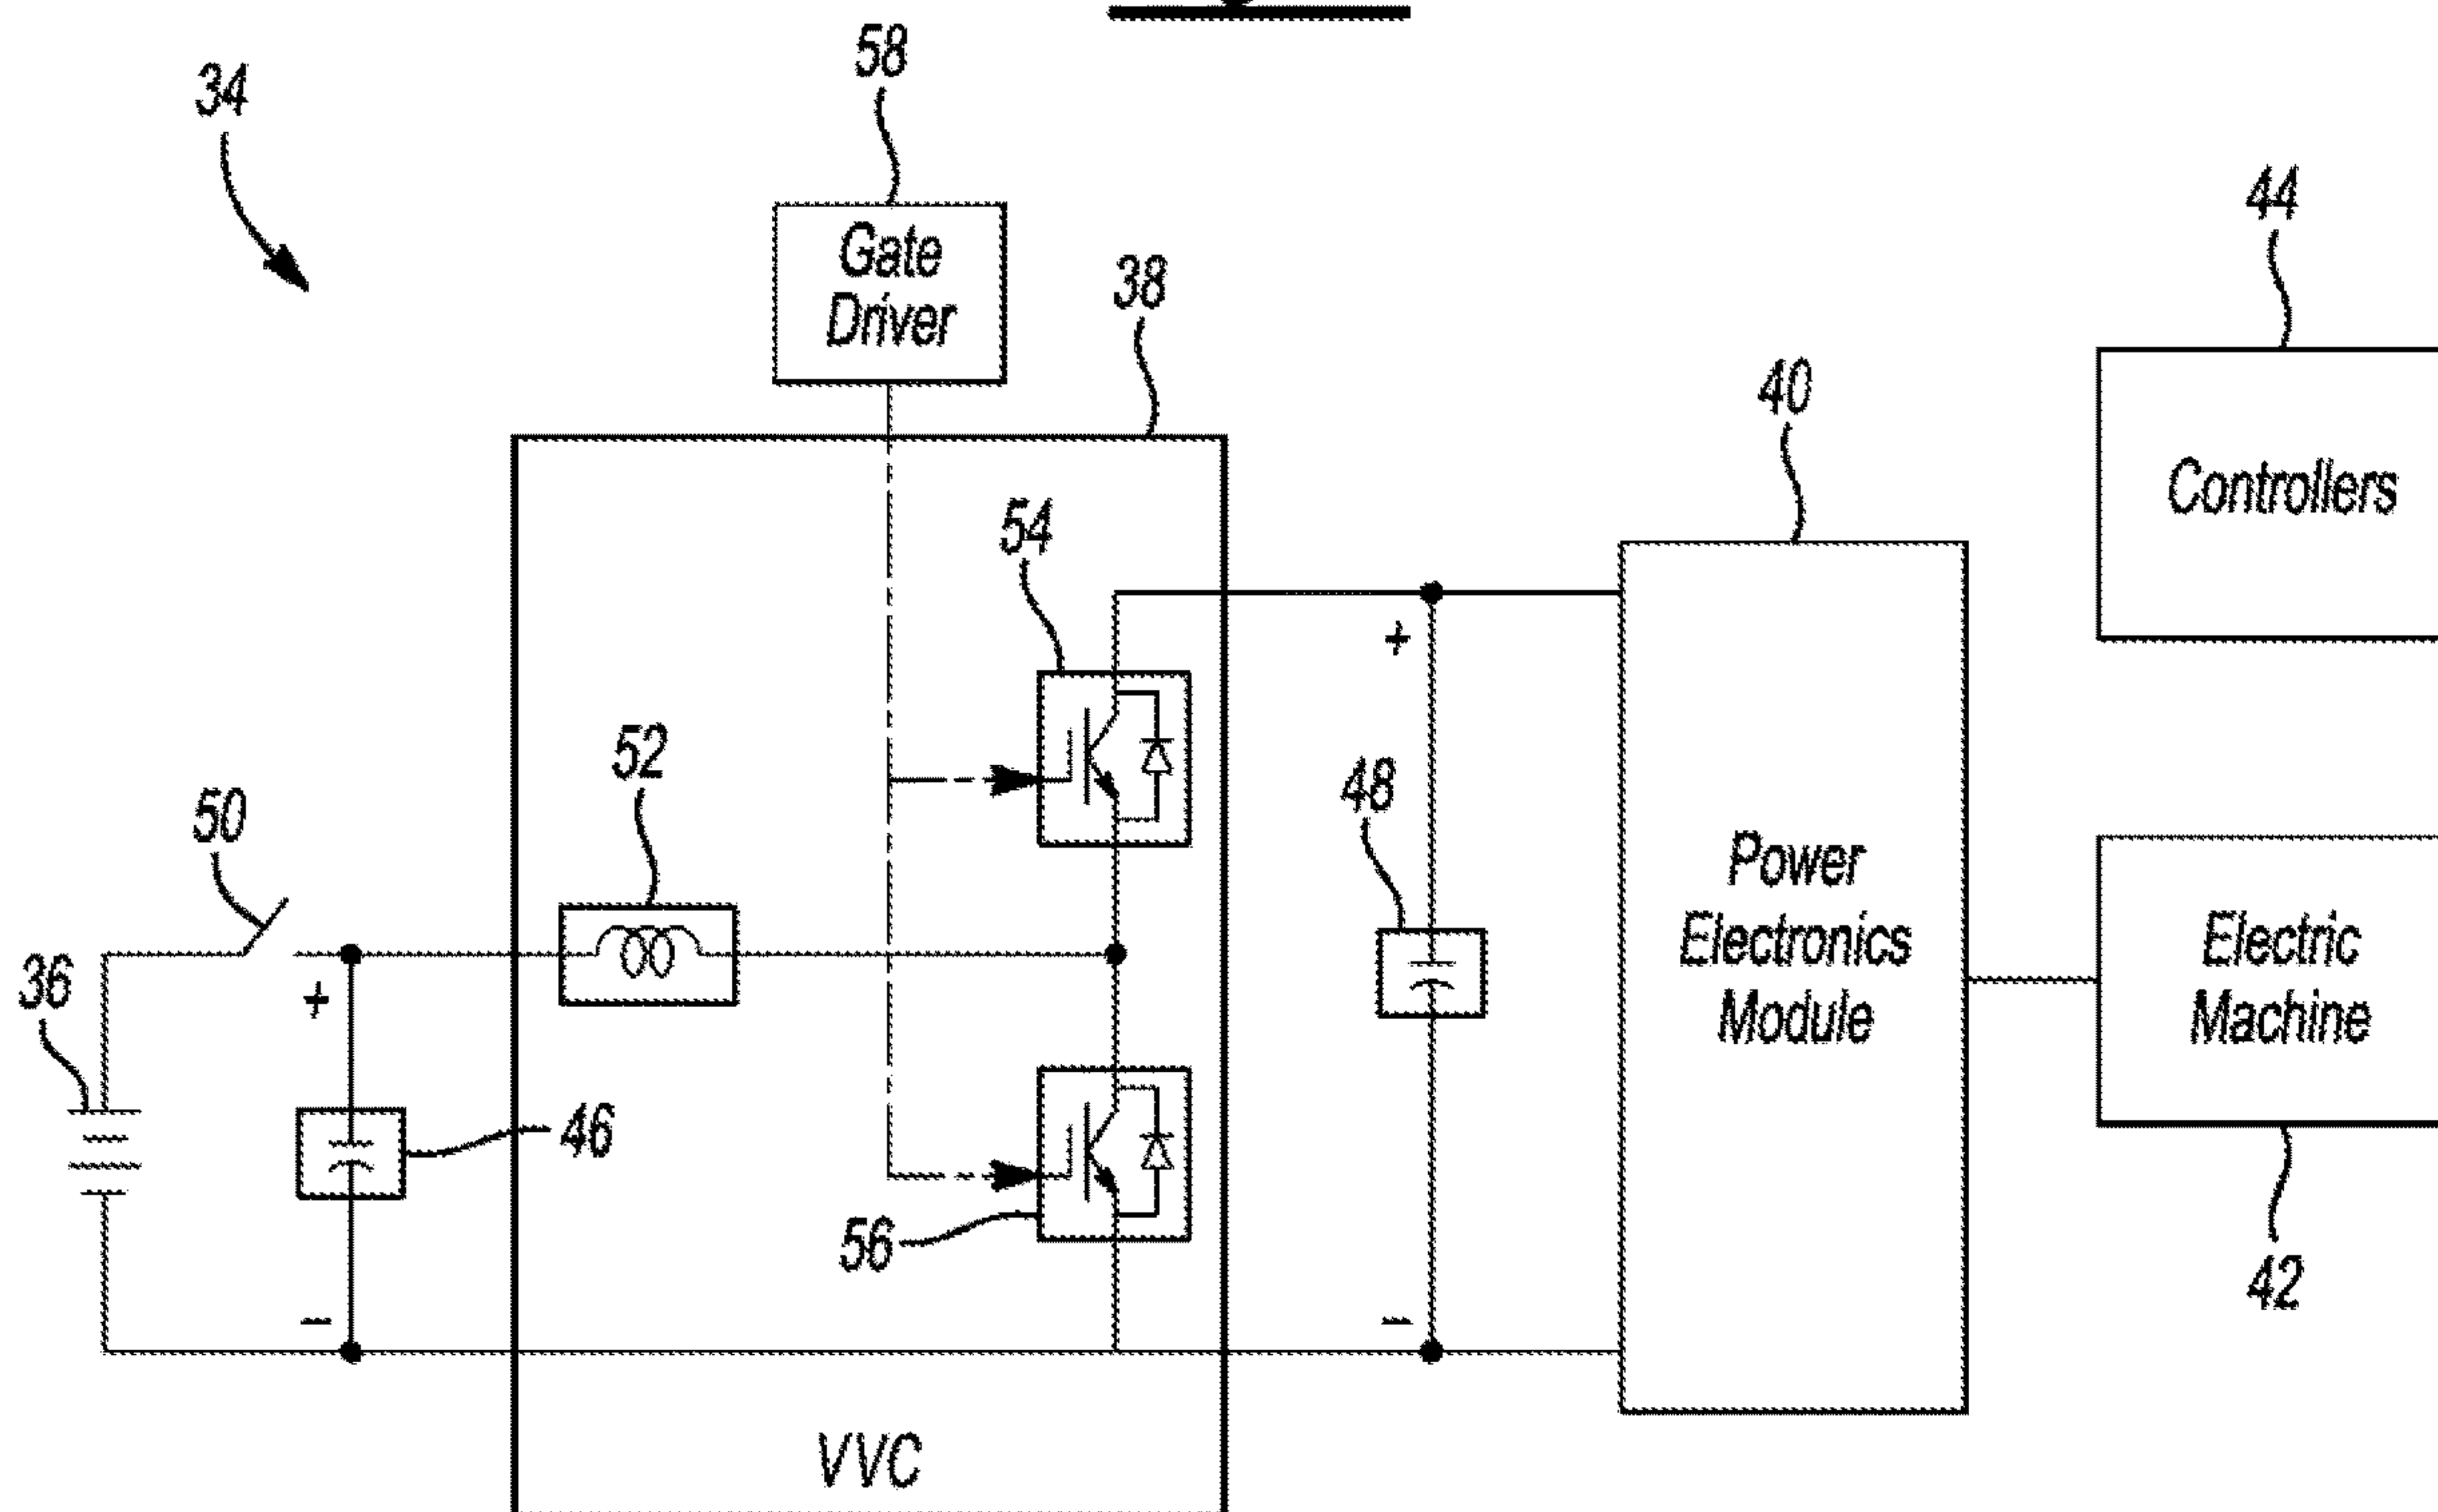 58
34
44
Gate
Driver
38
40
Controllers
54
+
52
48
50
Power
Electronics
Module
Electric
Machine
36
+
46
56
42
−
−
VVC